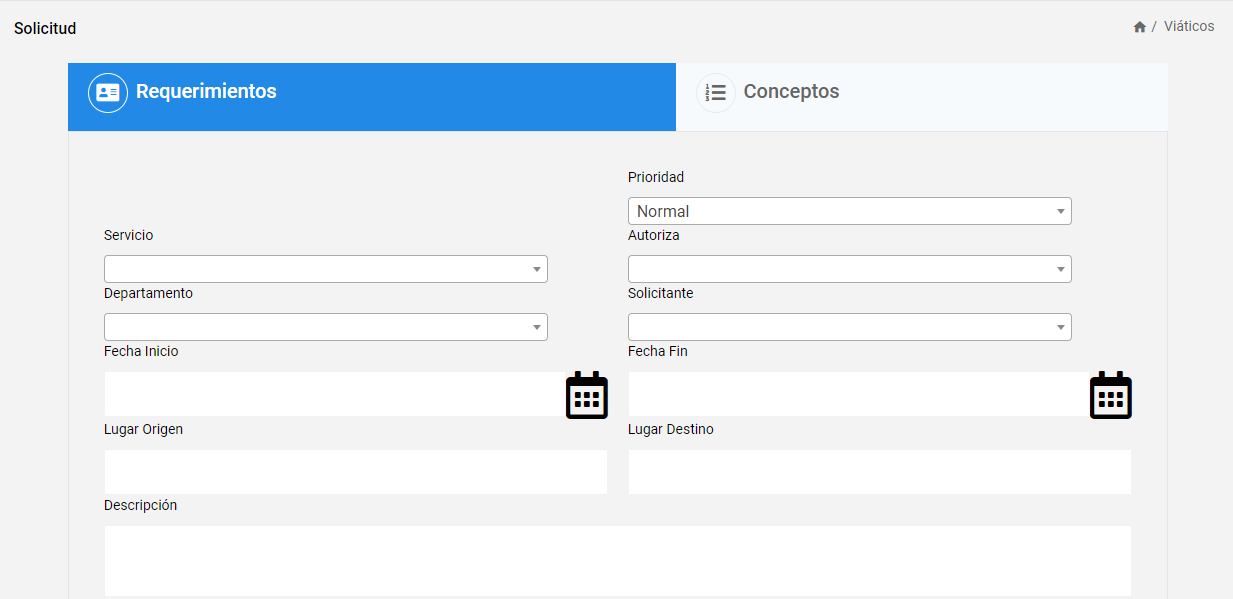 Solicitud
/ Viáticos
Requerimientos
Conceptos
Prioridad
Normal
Servicio
Autoriza
Departamento
Solicitante
Fecha Inicio
Fecha Fin
Lugar Origen
Lugar Destino
Descripción